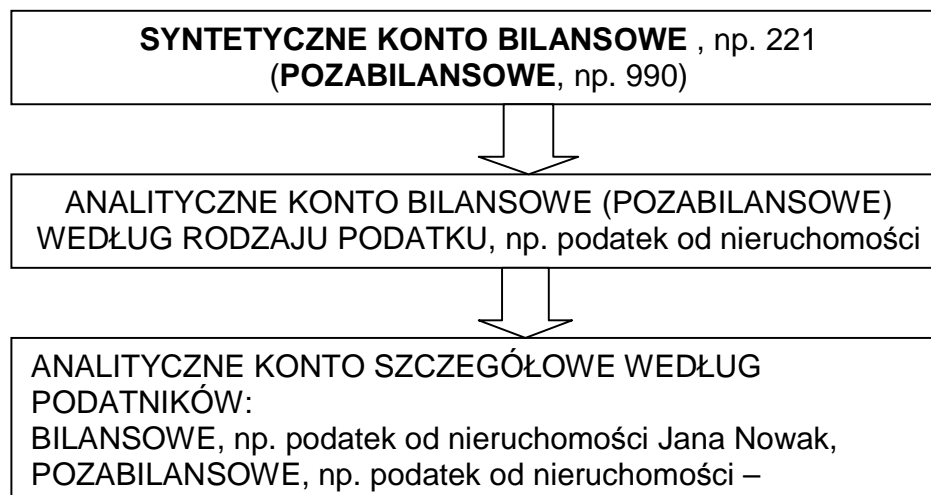 SYNTETYCZNE KONTO BILANSOWE , np. 221
(POZABILANSOWE, np. 990)
ANALITYCZNE KONTO BILANSOWE (POZABILANSOWE)
WEDŁUG RODZAJU PODATKU, np. podatek od nieruchomości
ANALITYCZNE KONTO SZCZEGÓŁOWE WEDŁUG
PODATNIKÓW:
BILANSOWE, np. podatek od nieruchomości Jana Nowak,
POZABILANSOWE, np. podatek od nieruchomości –